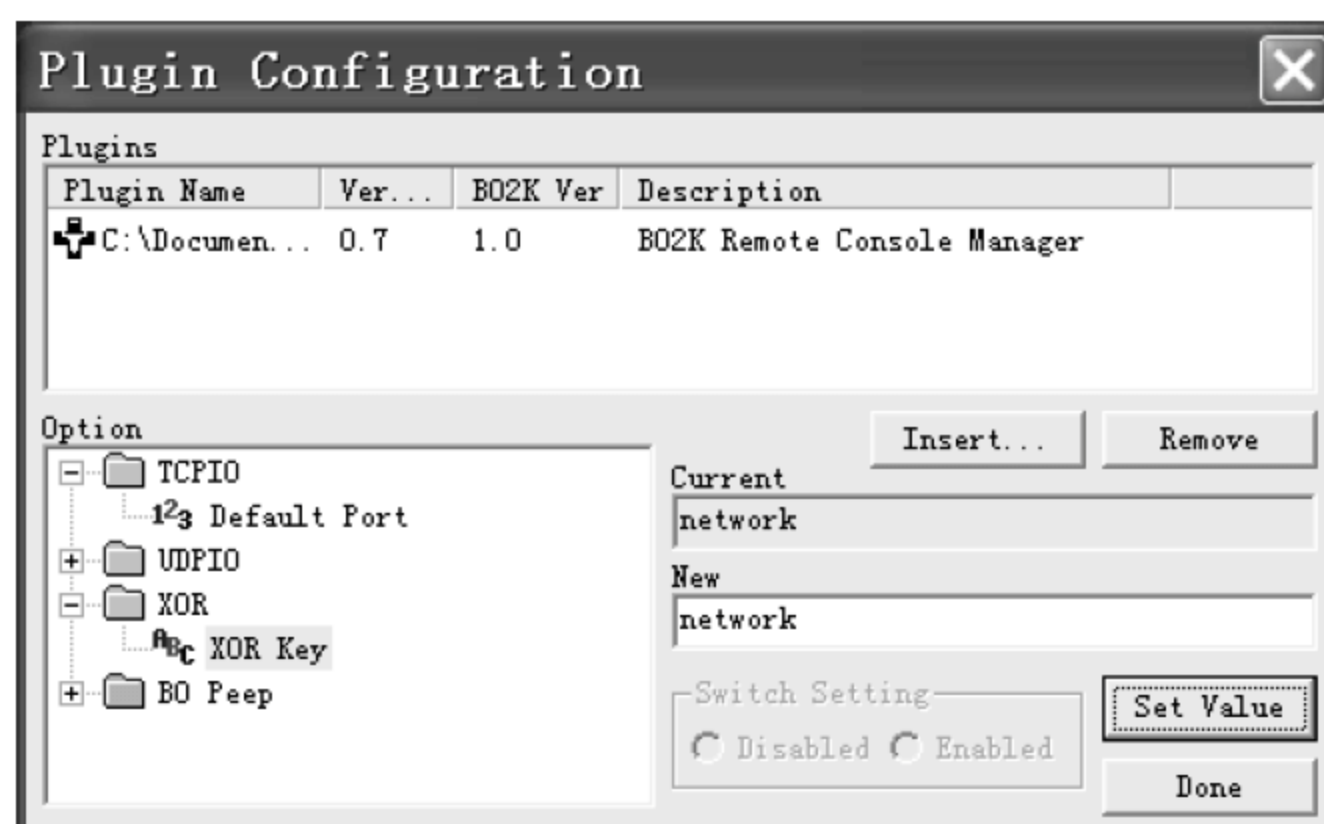 Plugin Configuration
Plugins
Plugin Name Ver... BO2K Ver Description
C:\Documen... 0.7 1.0 BO2K Remote Console Manager
Option
Insert... Remove
TCPIO
123 Default Port
UDPIO
XOR
ABC XOR Key
BO Peep
Current
network
New
network
Switch Setting
Disabled Enabled
Set Value
Done